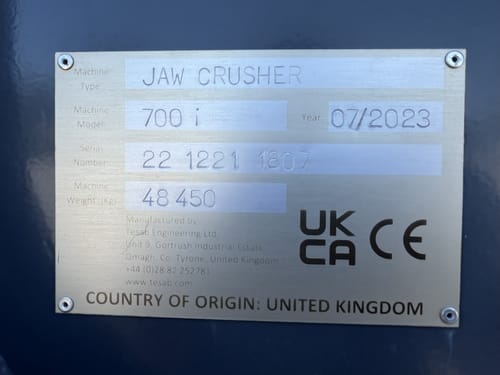 Machine Type: JAW CRUSHER
Machine Model: 700 i Year: 07/2023
Serial Number: 22 1221 1807
Machine Weight (Kg) 48 450
Manufactured by
Tesab Engineering Ltd,
Unit 9, Gortrush Industrial Estate,
Omagh, Co. Tyrone, United Kingdom
+44 (0)28 82 252781
www.tesab.com
UK
CA CE
COUNTRY OF ORIGIN: UNITED KINGDOM